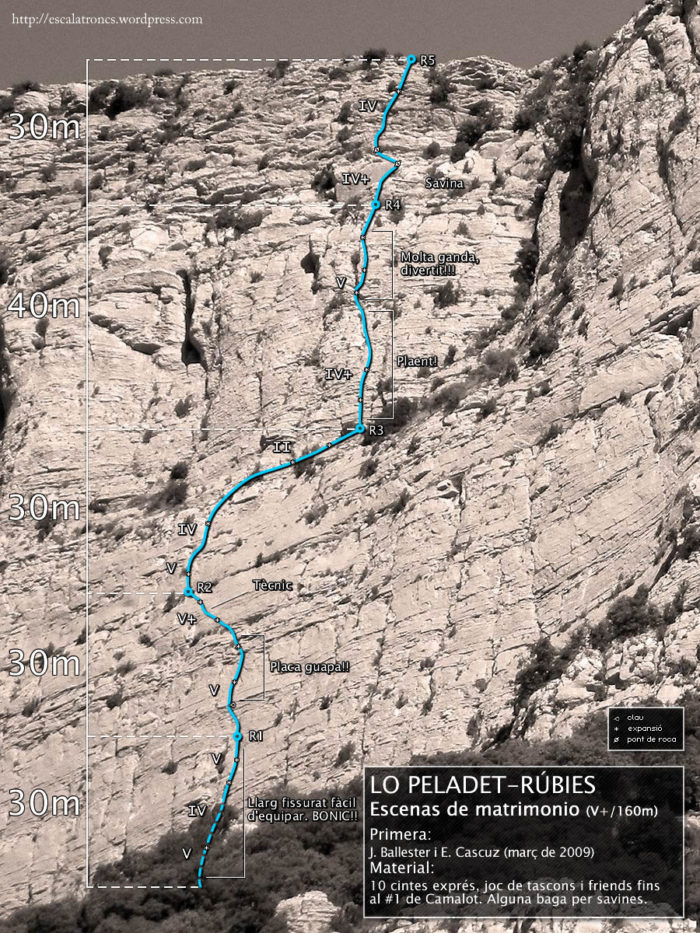 http://escalatroncs.wordpress.com
R5
30m
IV
IV+
Savina
R4
Molta ganda,
divertit!!!
40m
V
Plaent!
IV+
R3
II
30m
IV
V
R2
Tècnic
V+
30m
Placa guapa!!
V
R1
V
clau
expansió
pont de roca
30m
IV
Llarg fissurat fàcil
d'equipar. BONIC!!
V
LO PELADET-RÚBIES
Escenas de matrimonio (V+/160m)
Primera:
J. Ballester i E. Cascuz (març de 2009)
Material:
10 cintes exprés, joc de tascons i friends fins
al #1 de Camalot. Alguna baga per savines.